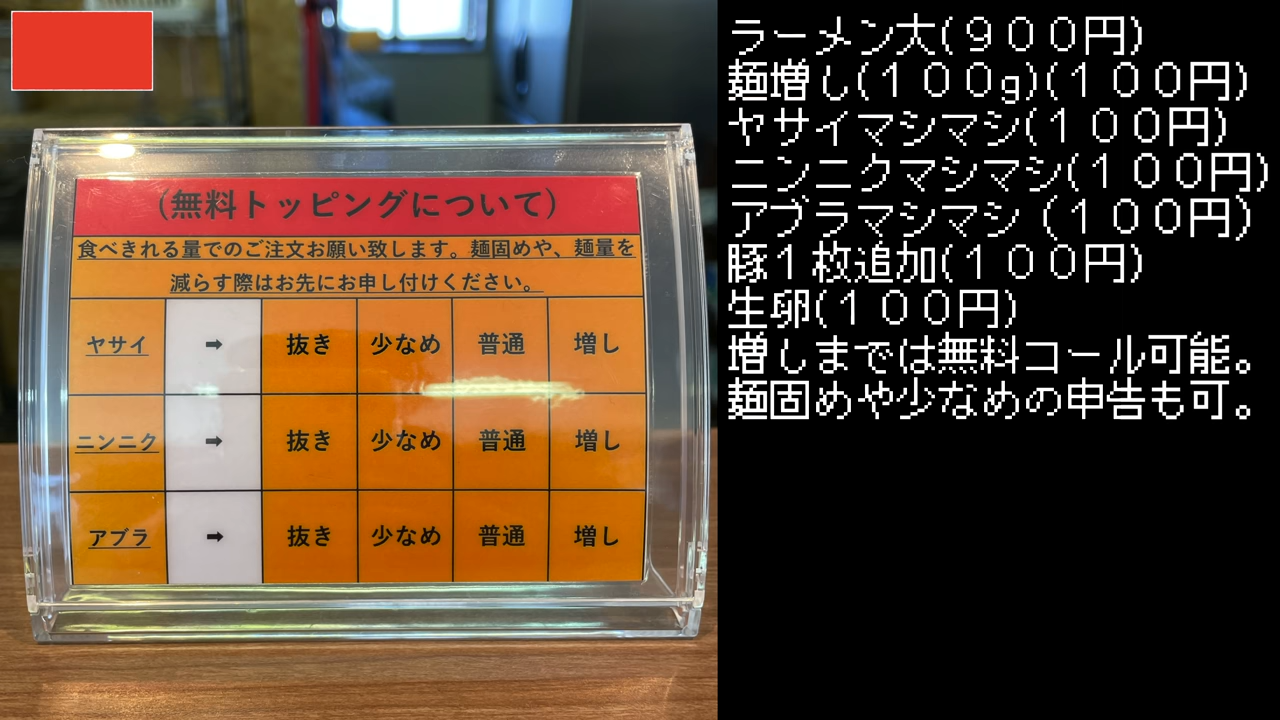 (無料トッピングについて)
食べきれる量でのご注文お願い致します。麺固めや、麺量を
減らす際はお先にお申し付けください。
ヤサイ ➡ 抜き 少なめ 普通 増し
ニンニク ➡ 抜き 少なめ 普通 増し
アブラ ➡ 抜き 少なめ 普通 増し
ラーメン大(９００円)
麺増し(１００g)(１００円)
ヤサイマシマシ(１００円)
ニンニクマシマシ(１００円)
アブラマシマシ (１００円)
豚１枚追加(１００円)
生卵(１００円)
増しまでは無料コール可能。
麺固めや少なめの申告も可。